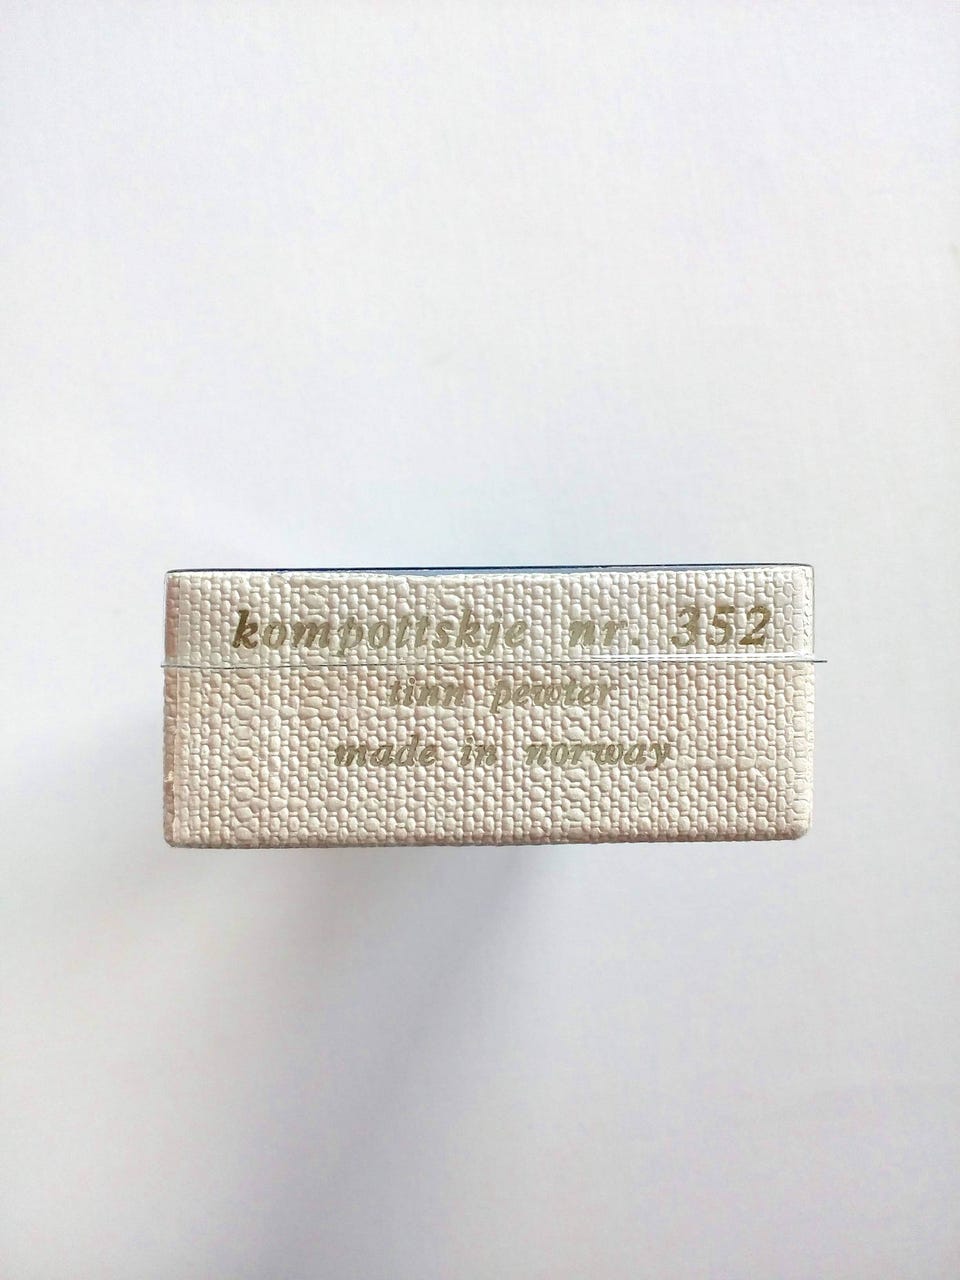 kompottskje nr. 352
tinn pewter
made in norway